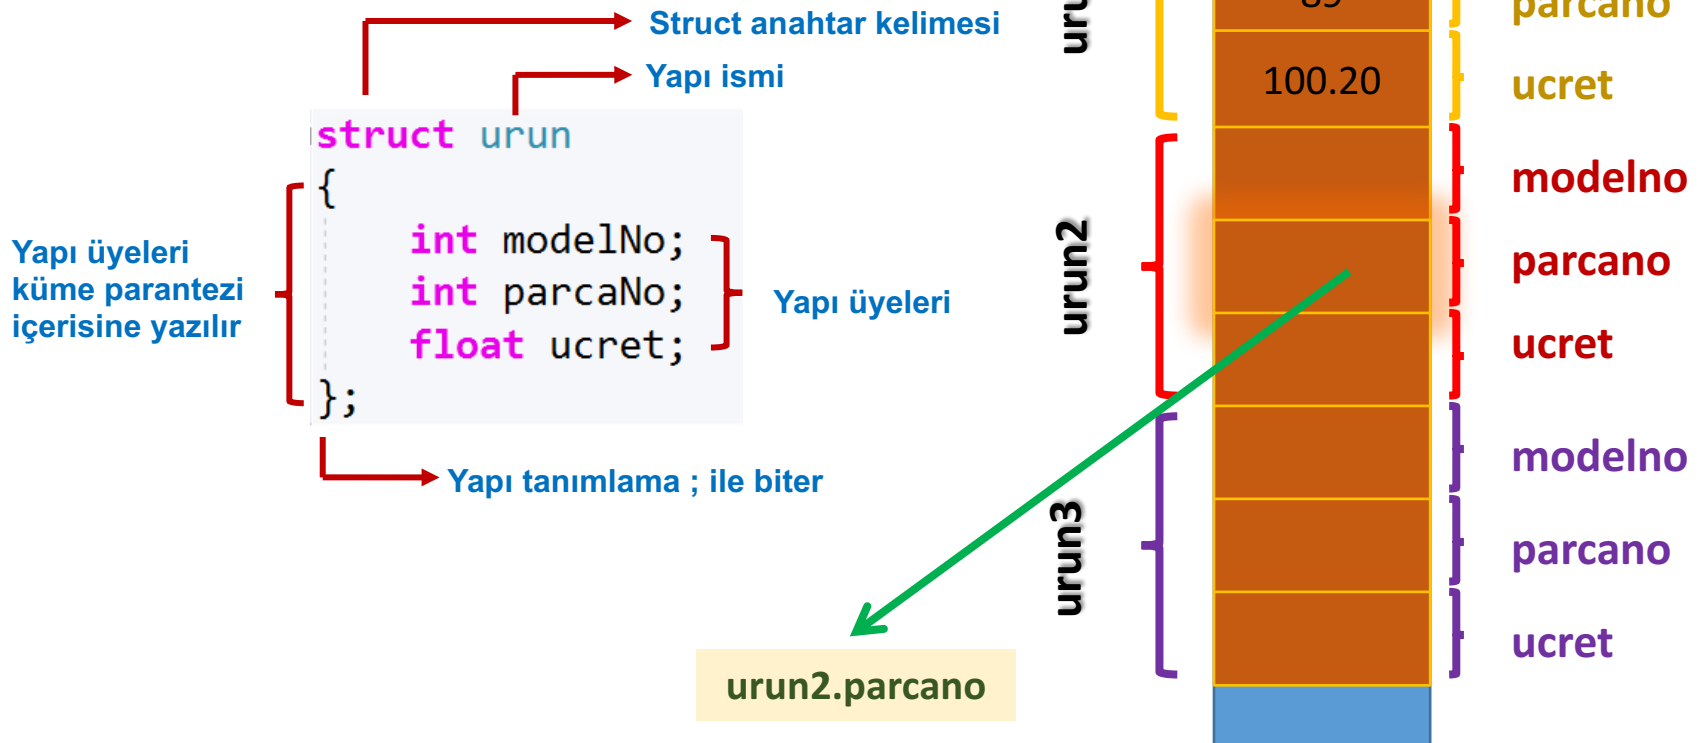 Struct anahtar kelimesi
Yapı ismi
struct urun
{
int modelNo;
int parcaNo;
float ucret;
};
Yapı üyeleri
küme parantezi
içerisine yazılır
Yapı üyeleri
Yapı tanımlama ; ile biter
urun2.parcano
89
parcano
100.20
ucret
urun2
modelno
parcano
ucret
urun3
modelno
parcano
ucret